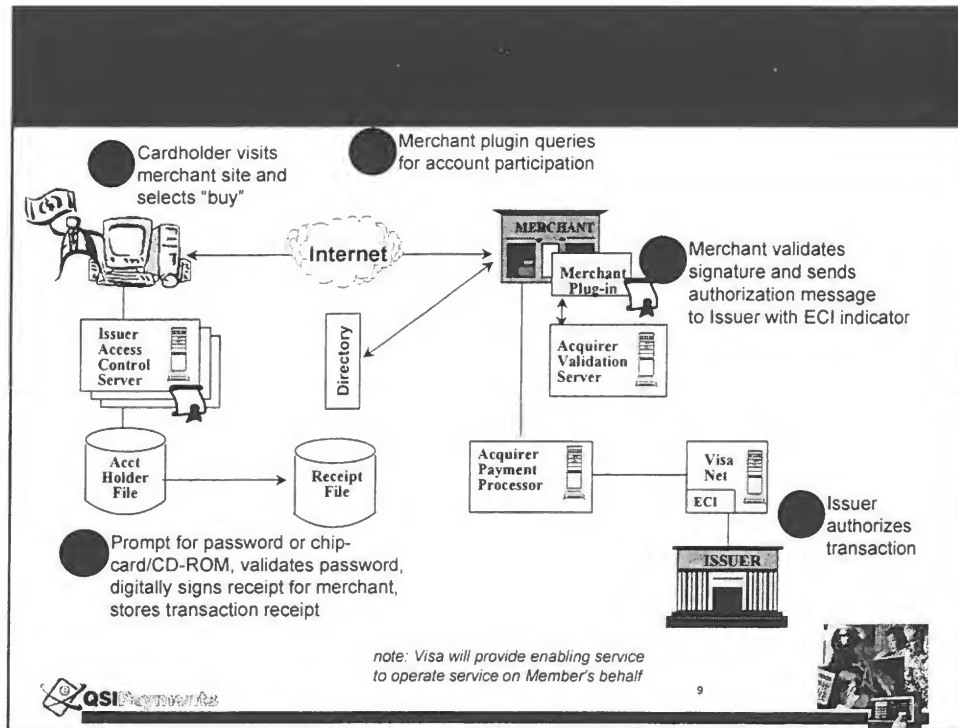 Cardholder visits
merchant site and
selects "buy"
Merchant plugin queries
for account participation
Internet
MERCHANT
Merchant
Plug-in
Merchant validates
signature and sends
authorization message
to Issuer with ECI indicator
Issuer
Access
Control
Server
Directory
Acquirer
Validation
Server
Acct
Holder
File
Receipt
File
Acquirer
Payment
Processor
Visa
Net
ECI
Issuer
authorizes
transaction
ISSUER
Prompt for password or chip-
card/CD-ROM, validates password,
digitally signs receipt for merchant,
stores transaction receipt
note: Visa will provide enabling service
to operate service on Member's behalf
9
QSIPayments